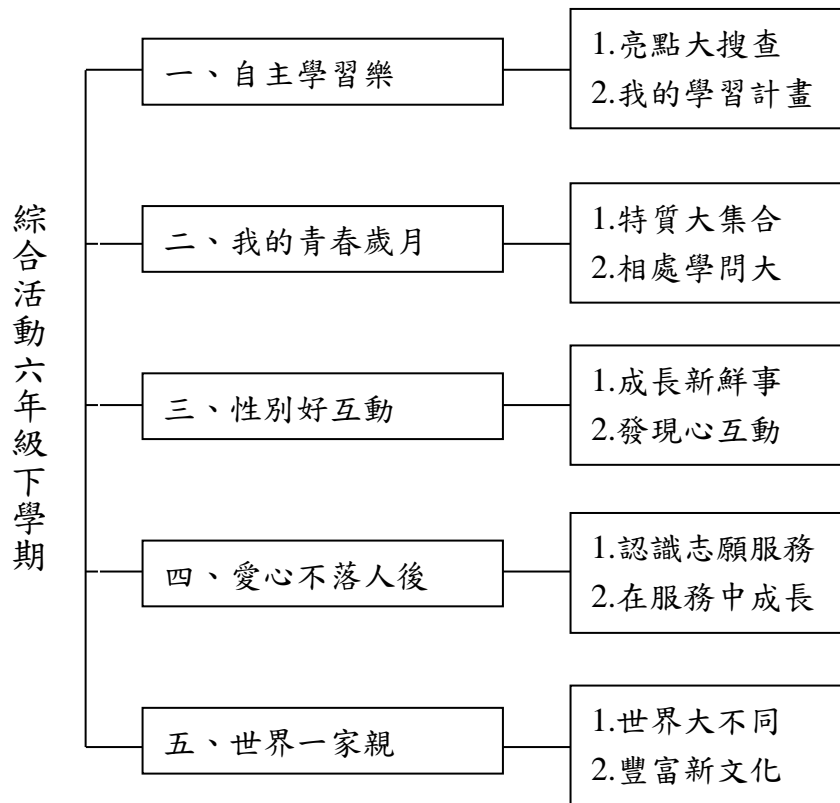 綜合活動六年級下學期
一、自主學習樂
1.亮點大搜查
2.我的學習計畫
二、我的青春歲月
1.特質大集合
2.相處學問大
三、性別好互動
1.成長新鮮事
2.發現心互動
四、愛心不落人後
1.認識志願服務
2.在服務中成長
五、世界一家親
1.世界大不同
2.豐富新文化